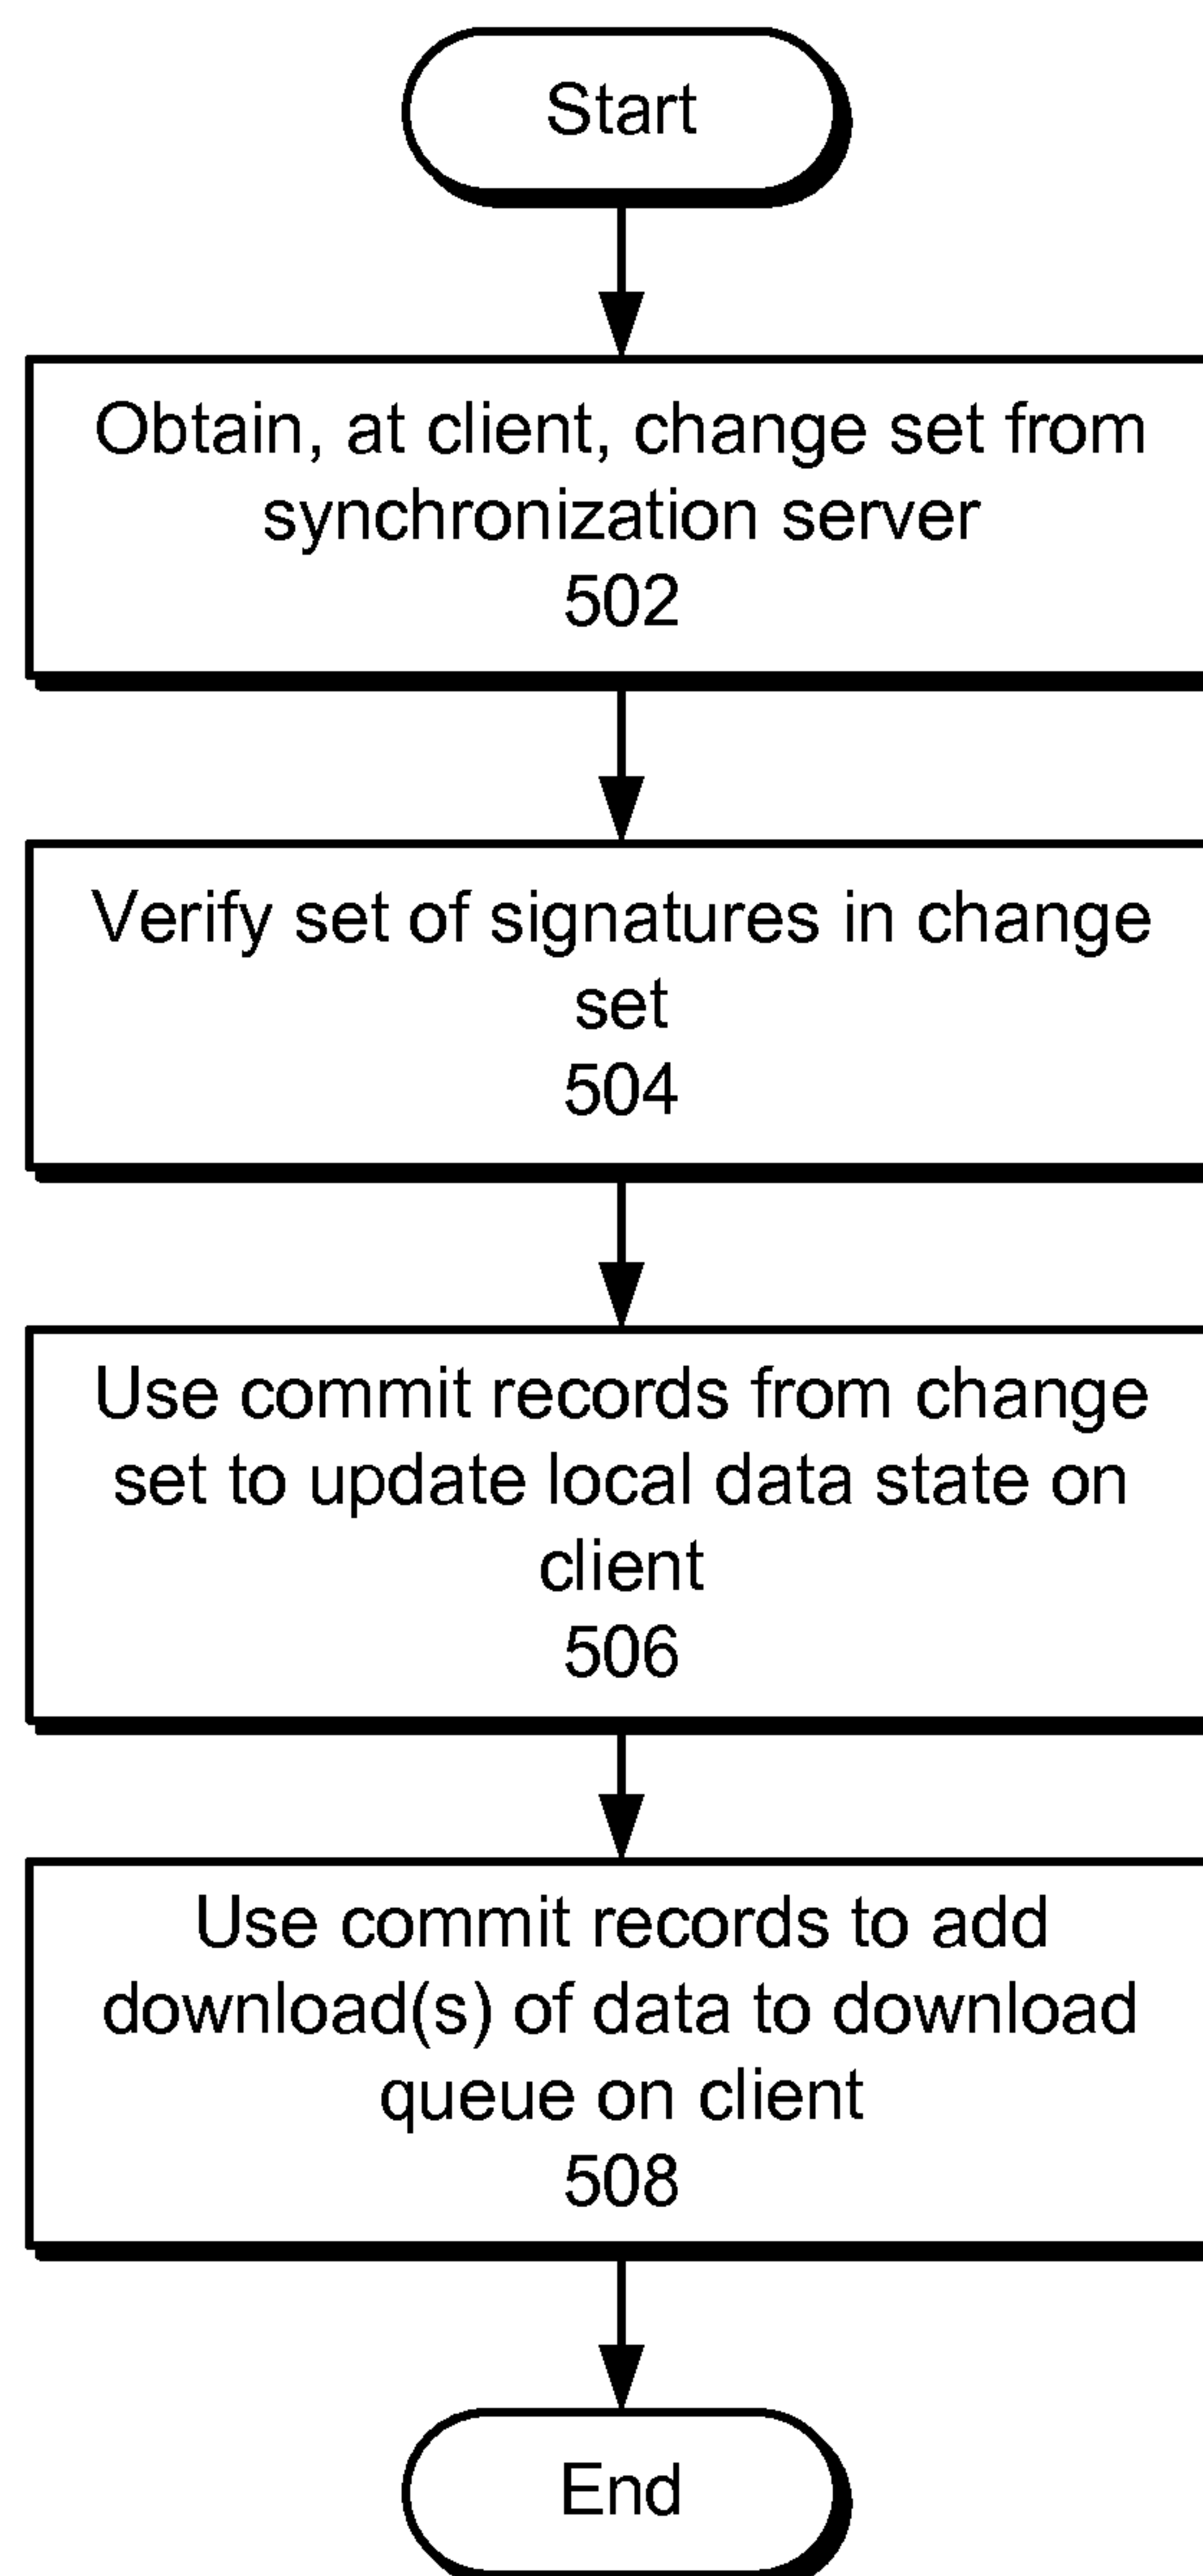 Start
Obtain, at client, change set from
synchronization server
502
Verify set of signatures in change
set
504
Use commit records from change
set to update local data state on
client
506
Use commit records to add
download(s) of data to download
queue on client
508
End